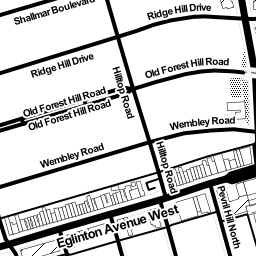 Shallmar Boulevard
Ridge Hill Drive
Ridge Hill Drive
Old Forest Hill Road
Hilltop Road
Old Forest Hill Road
Old Forest Hill Road
Wembley Road
Wembley Road
Hilltop Road
Eglinton Avenue West
Peveril Hill North